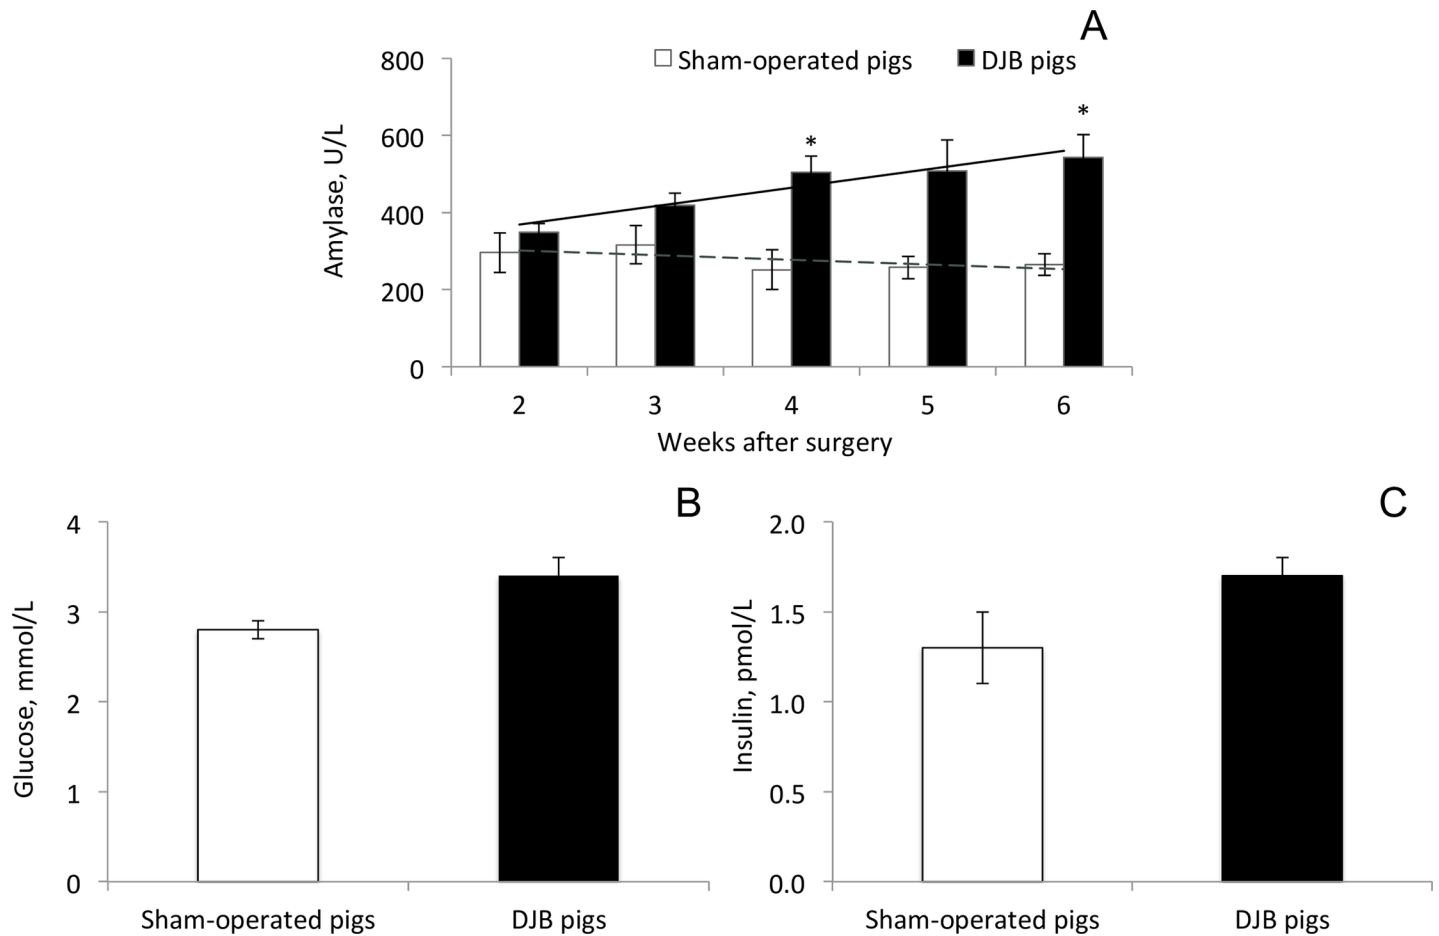 A
Sham-operated pigs DJB pigs
Amylase, U/L
800
600
400
200
0
*
*
2 3 4 5 6
Weeks after surgery
B
Glucose, mmol/L
4
3
2
1
0
Sham-operated pigs DJB pigs
C
Insulin, pmol/L
2.0
1.5
1.0
0.5
0.0
Sham-operated pigs DJB pigs